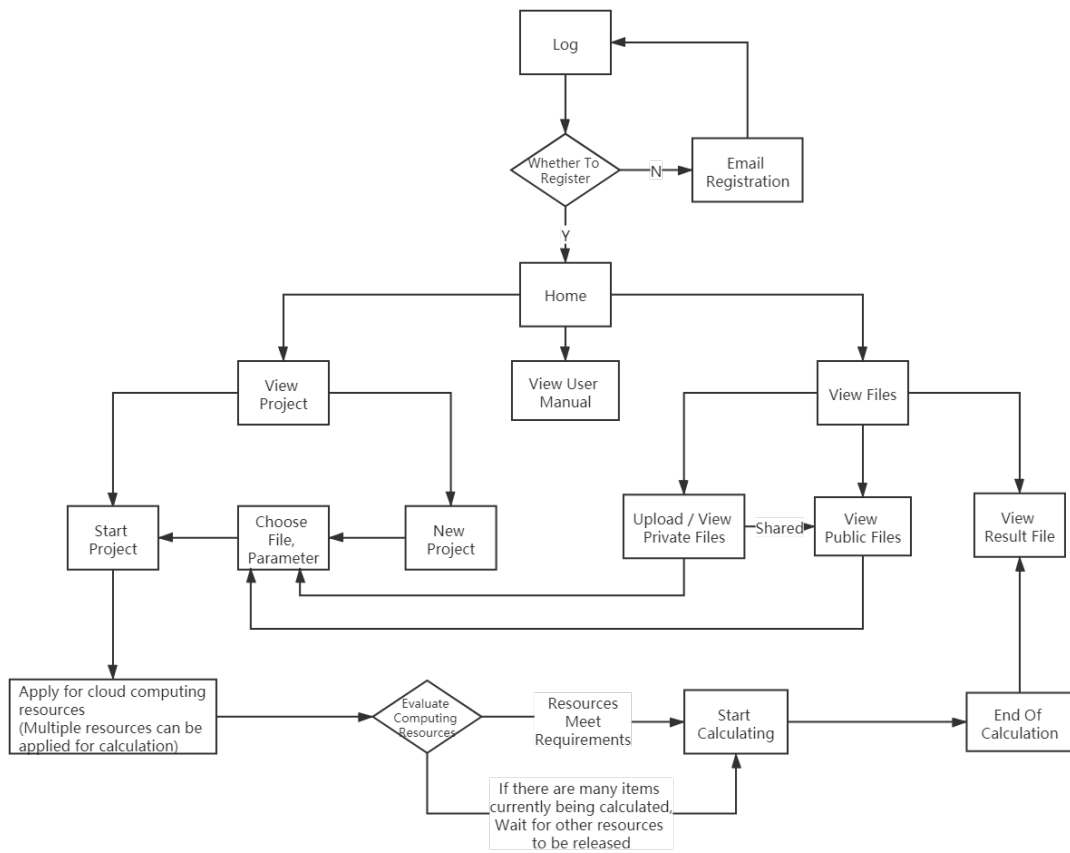 Log
Whether To
Register
N
Email
Registration
Y
Home
View
Project
View User
Manual
View Files
Start
Project
Choose
File,
Parameter
New
Project
Upload / View
Private Files
Shared
View
Public Files
View
Result File
Apply for cloud computing
resources
(Multiple resources can be
applied for calculation)
Evaluate
Computing
Resources
Resources
Meet
Requirements
Start
Calculating
End Of
Calculation
If there are many items
currently being calculated,
Wait for other resources
to be released